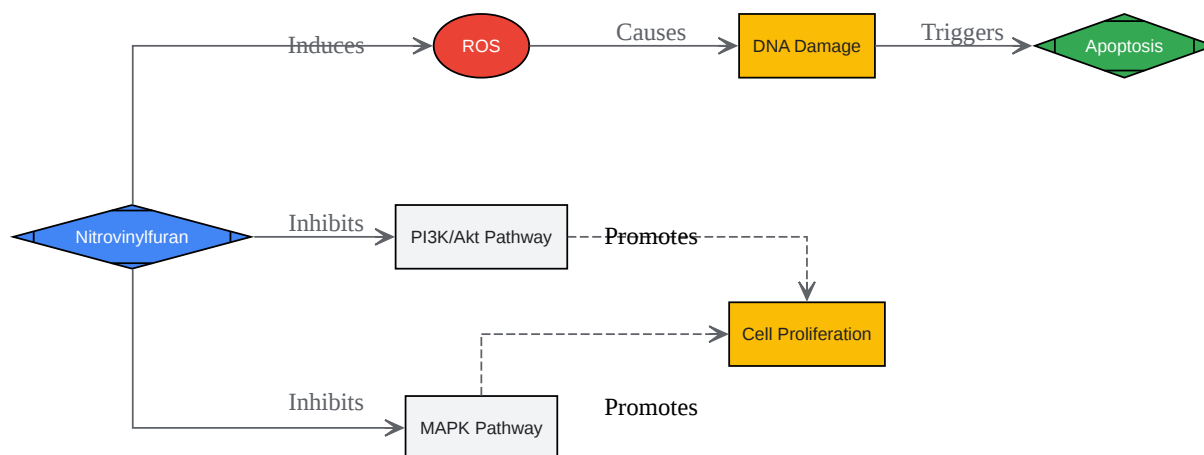 Induces
ROS
Causes
DNA Damage
Triggers
Apoptosis
Nitrovinylfuran
Inhibits
PI3K/Akt Pathway
Promotes
Cell Proliferation
Inhibits
MAPK Pathway
Promotes